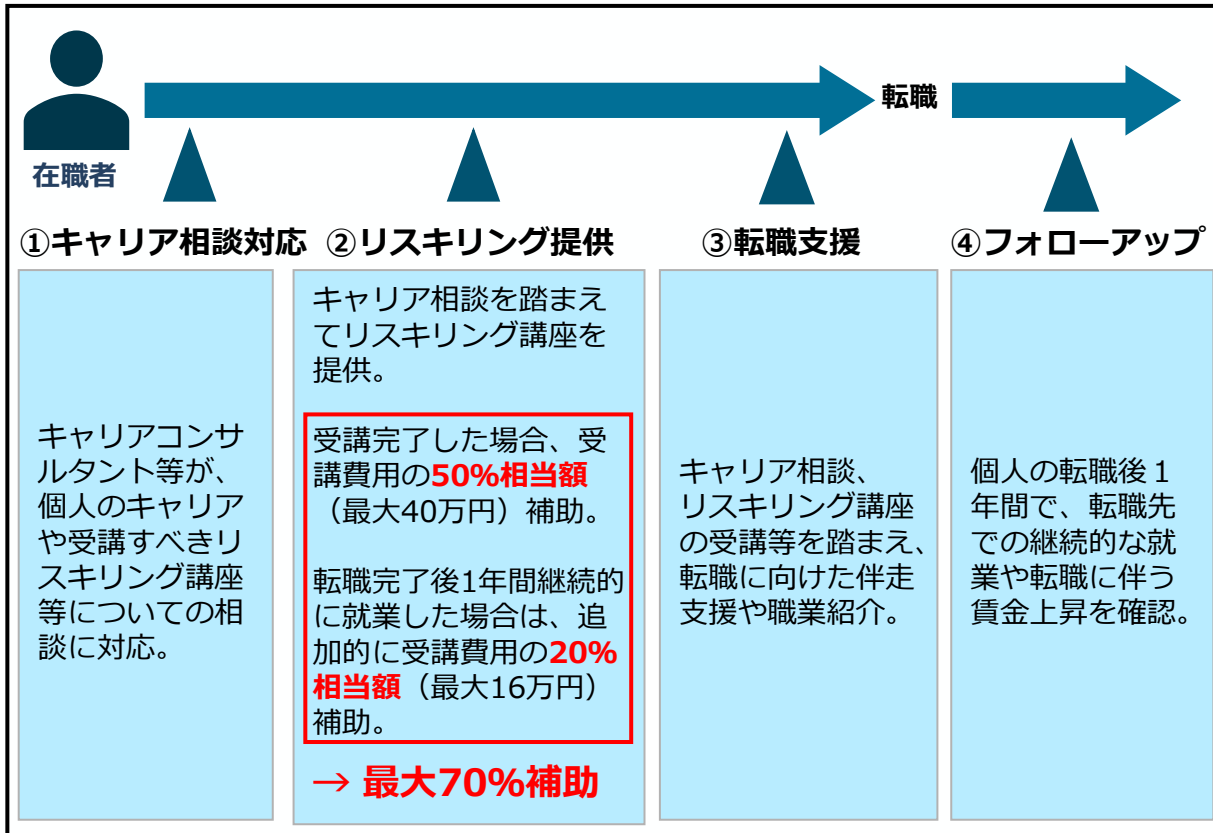 転職
在職者
①キャリア相談対応
②リスキリング提供
③転職支援
④フォローアップ
キャリアコンサ
ルタント等が、
個人のキャリア
や受講すべきリ
スキリング講座
等についての相
談に対応。
キャリア相談を踏まえ
てリスキリング講座を
提供。
受講完了した場合、受
講費用の50%相当額
（最大40万円）補助。
転職完了後1年間継続的
に就業した場合は、追
加的に受講費用の20%
相当額（最大16万円）
補助。
→ 最大70%補助
キャリア相談、
リスキリング講座
の受講等を踏まえ、
転職に向けた伴走
支援や職業紹介。
個人の転職後１
年間で、転職先
での継続的な就
業や転職に伴う
賃金上昇を確認。